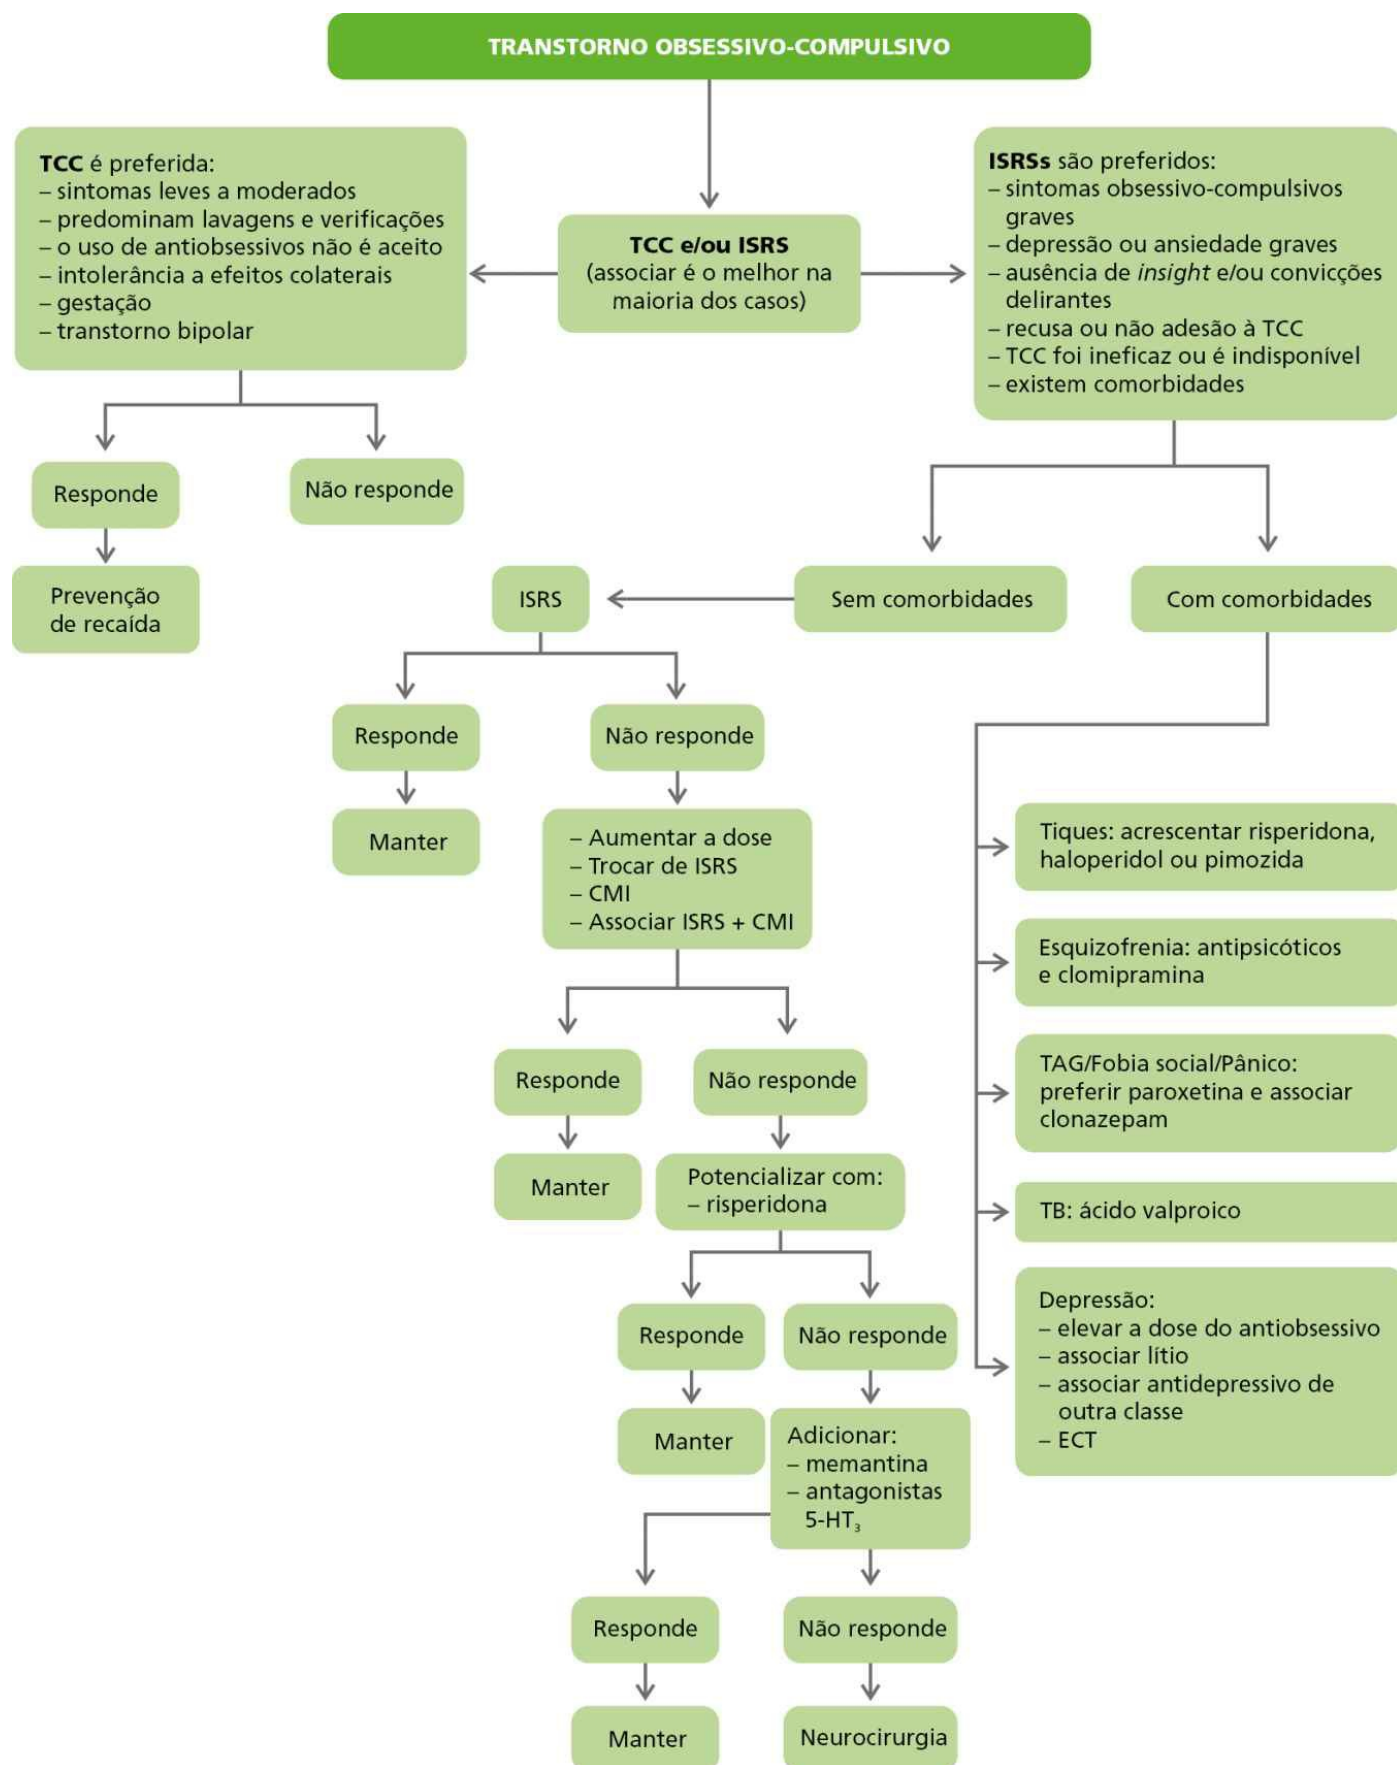 TRANSTORNO OBSESSIVO-COMPULSIVO
TCC é preferida:
– sintomas leves a moderados
– predominam lavagens e verificações
– o uso de antiobsessivos não é aceito
– intolerância a efeitos colaterais
– gestação
– transtorno bipolar
TCC e/ou ISRS
(associar é o melhor na
maioria dos casos)
ISRSs são preferidos:
– sintomas obsessivo-compulsivos
graves
– depressão ou ansiedade graves
– ausência de insight e/ou convicções
delirantes
– recusa ou não adesão à TCC
– TCC foi ineficaz ou é indisponível
– existem comorbidades
Responde
Não responde
Prevenção
de recaída
ISRS
Sem comorbidades
Com comorbidades
Responde
Não responde
Manter
– Aumentar a dose
– Trocar de ISRS
– CMI
– Associar ISRS + CMI
Responde
Não responde
Manter
Potencializar com:
– risperidona
Responde
Não responde
Manter
Adicionar:
– memantina
– antagonistas
5-HT₃
Responde
Não responde
Manter
Neurocirurgia
Tiques: acrescentar risperidona,
haloperidol ou pimozida
Esquizofrenia: antipsicóticos
e clomipramina
TAG/Fobia social/Pânico:
preferir paroxetina e associar
clonazepam
TB: ácido valproico
Depressão:
– elevar a dose do antiobsessivo
– associar lítio
– associar antidepressivo de
outra classe
– ECT